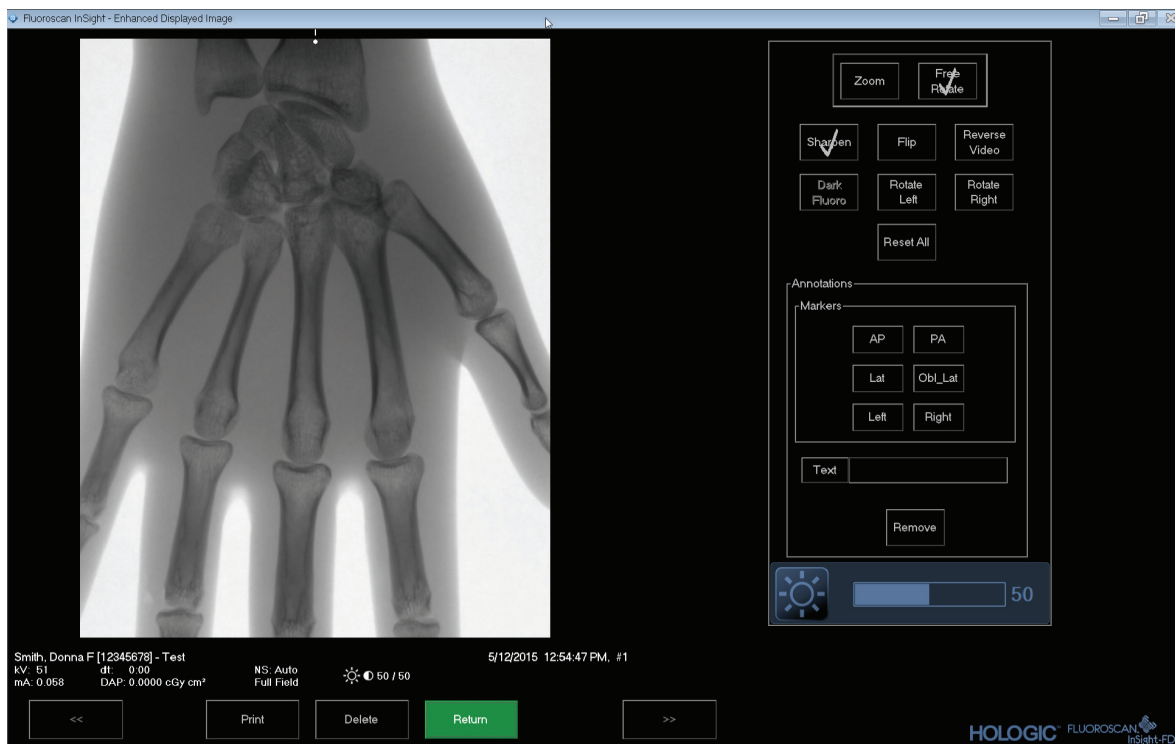 Fluoroscan InSight - Enhanced Displayed Image
Zoom
Free
Rotate
Sharpen
Flip
Reverse
Video
Dark
Fluoro
Rotate
Left
Rotate
Right
Reset All
Annotations
Markers
AP
PA
Lat
Obl_Lat
Left
Right
Text
Remove
50
Smith, Donna F [12345678] - Test
5/12/2015 12:54:47 PM, #1
kV: 51 dt: 0:00 NS: Auto
mA: 0.058 DAP: 0.0000 cGy cm² Full Field
50 / 50
<<
Print
Delete
Return
>>
HOLOGIC™ FLUOROSCAN
InSight-FD